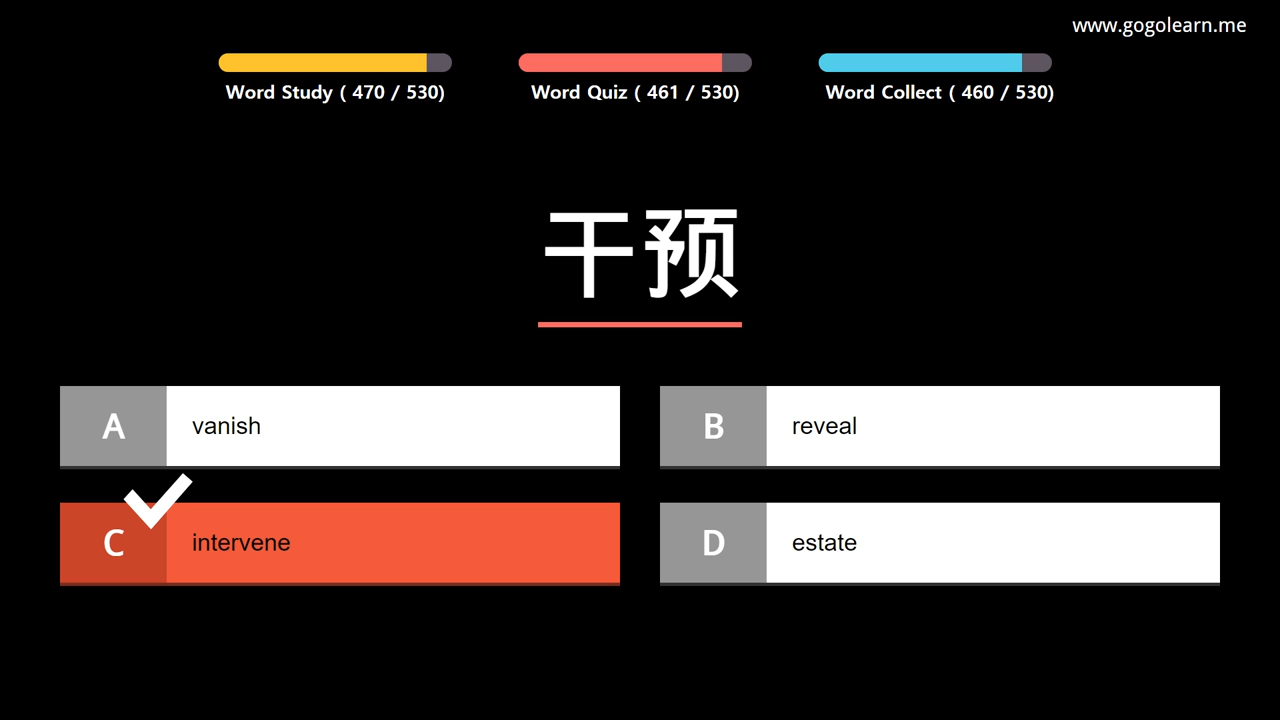 www.gogolearn.me
Word Study ( 470 / 530)
Word Quiz ( 461 / 530)
Word Collect ( 460 / 530)
干预
A vanish
B reveal
C intervene
D estate